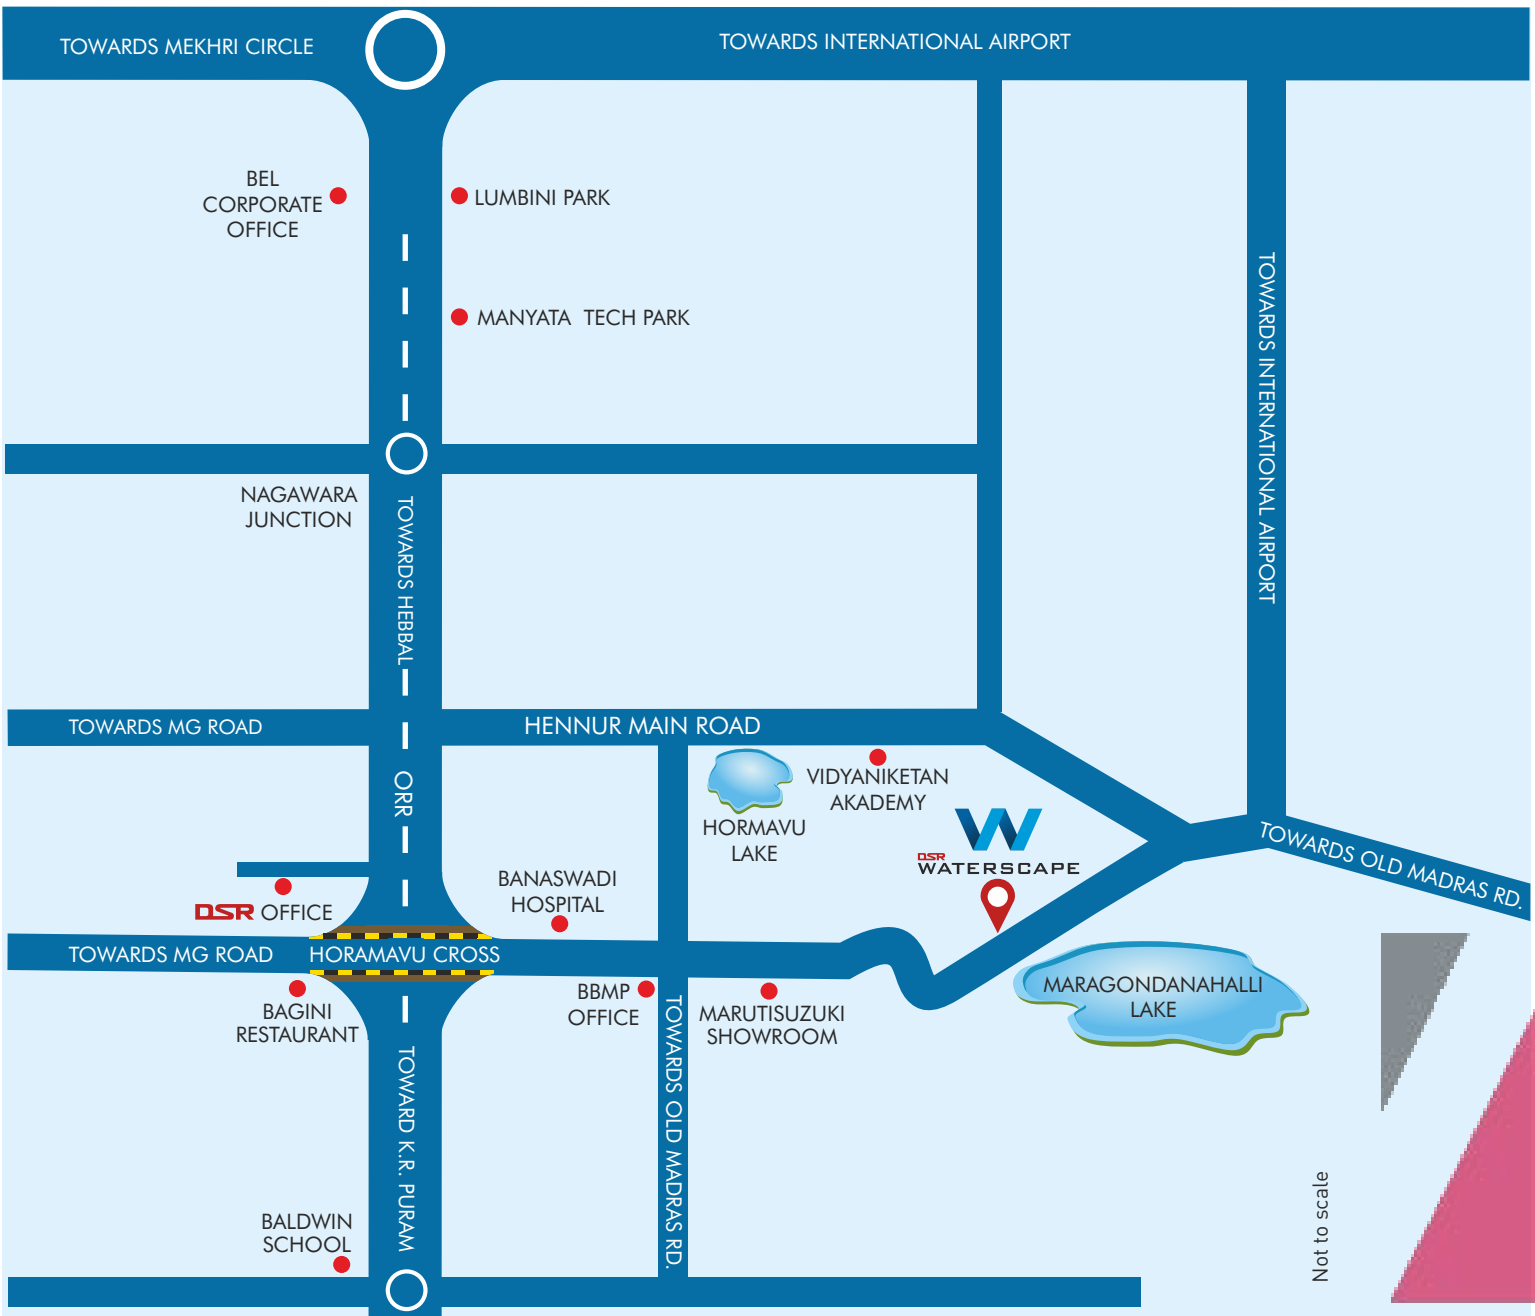 TOWARDS MEKHRI CIRCLE
TOWARDS INTERNATIONAL AIRPORT
BEL
CORPORATE
OFFICE
LUMBINI PARK
MANYATA TECH PARK
TOWARDS INTERNATIONAL AIRPORT
NAGAWARA
JUNCTION
TOWARDS HEBBAL
TOWARDS MG ROAD
HENNUR MAIN ROAD
ORR
HORMAVU
LAKE
VIDYANIKETAN
AKADEMY
W
DSR
WATERSCAPE
TOWARDS OLD MADRAS RD.
DSR OFFICE
BANASWADI
HOSPITAL
TOWARDS MG ROAD
HORAMAVU CROSS
BAGINI
RESTAURANT
BBMP
OFFICE
MARUTISUZUKI
SHOWROOM
MARAGONDANAHALLI
LAKE
TOWARD K.R. PURAM
TOWARDS OLD MADRAS RD.
BALDWIN
SCHOOL
Not to scale